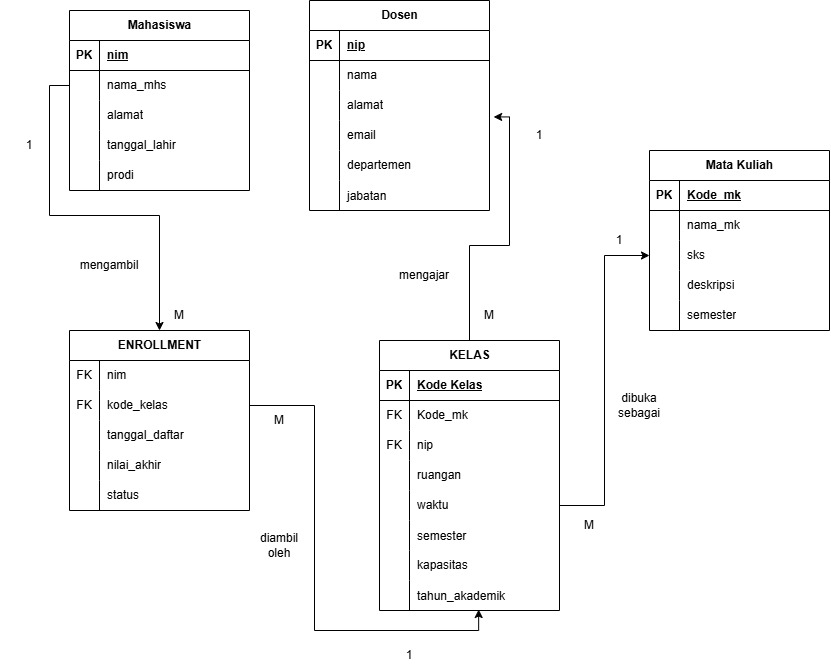 Mahasiswa
PK nim
nama_mhs
alamat
tanggal_lahir
prodi
Dosen
PK nip
nama
alamat
email
departemen
jabatan
Mata Kuliah
PK Kode_mk
nama_mk
sks
deskripsi
semester
1
mengambil
M
1
mengajar
M
1
dibuka
sebagai
M
ENROLLMENT
FK nim
FK kode_kelas
tanggal_daftar
nilai_akhir
status
M
diambil
oleh
1
KELAS
PK Kode Kelas
FK Kode_mk
FK nip
ruangan
waktu
semester
kapasitas
tahun_akademik